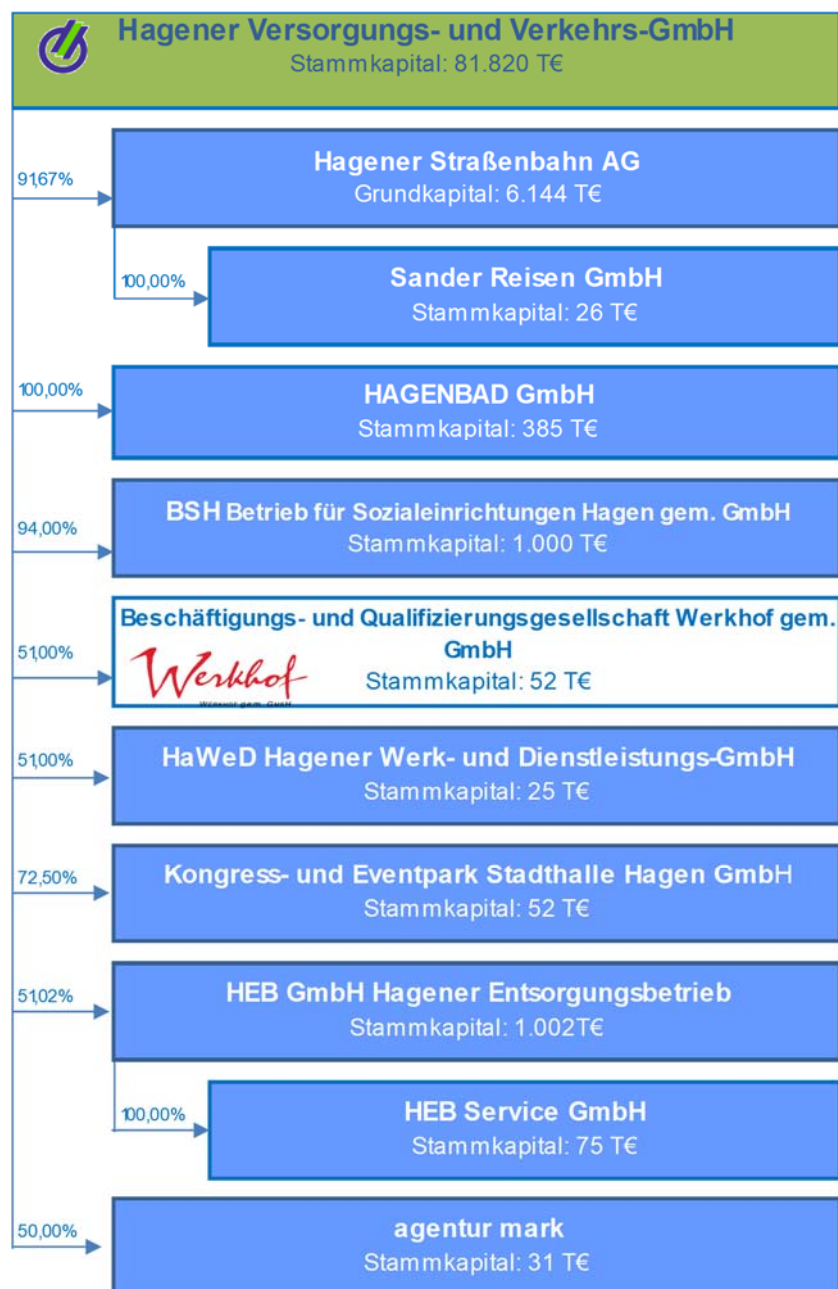 Hagener Versorgungs- und Verkehrs-GmbH
Stammkapital: 81.820 T€
91,67%
Hagener Straßenbahn AG
Grundkapital: 6.144 T€
100,00%
Sander Reisen GmbH
Stammkapital: 26 T€
100,00%
HAGENBAD GmbH
Stammkapital: 385 T€
94,00%
BSH Betrieb für Sozialeinrichtungen Hagen gem. GmbH
Stammkapital: 1.000 T€
51,00%
Beschäftigungs- und Qualifizierungsgesellschaft Werkhof gem.
GmbH
Werkhof
Werkhof gem. GmbH
Stammkapital: 52 T€
51,00%
HaWeD Hagener Werk- und Dienstleistungs-GmbH
Stammkapital: 25 T€
72,50%
Kongress- und Eventpark Stadthalle Hagen GmbH
Stammkapital: 52 T€
51,02%
HEB GmbH Hagener Entsorgungsbetrieb
Stammkapital: 1.002T€
100,00%
HEB Service GmbH
Stammkapital: 75 T€
50,00%
agentur mark
Stammkapital: 31 T€